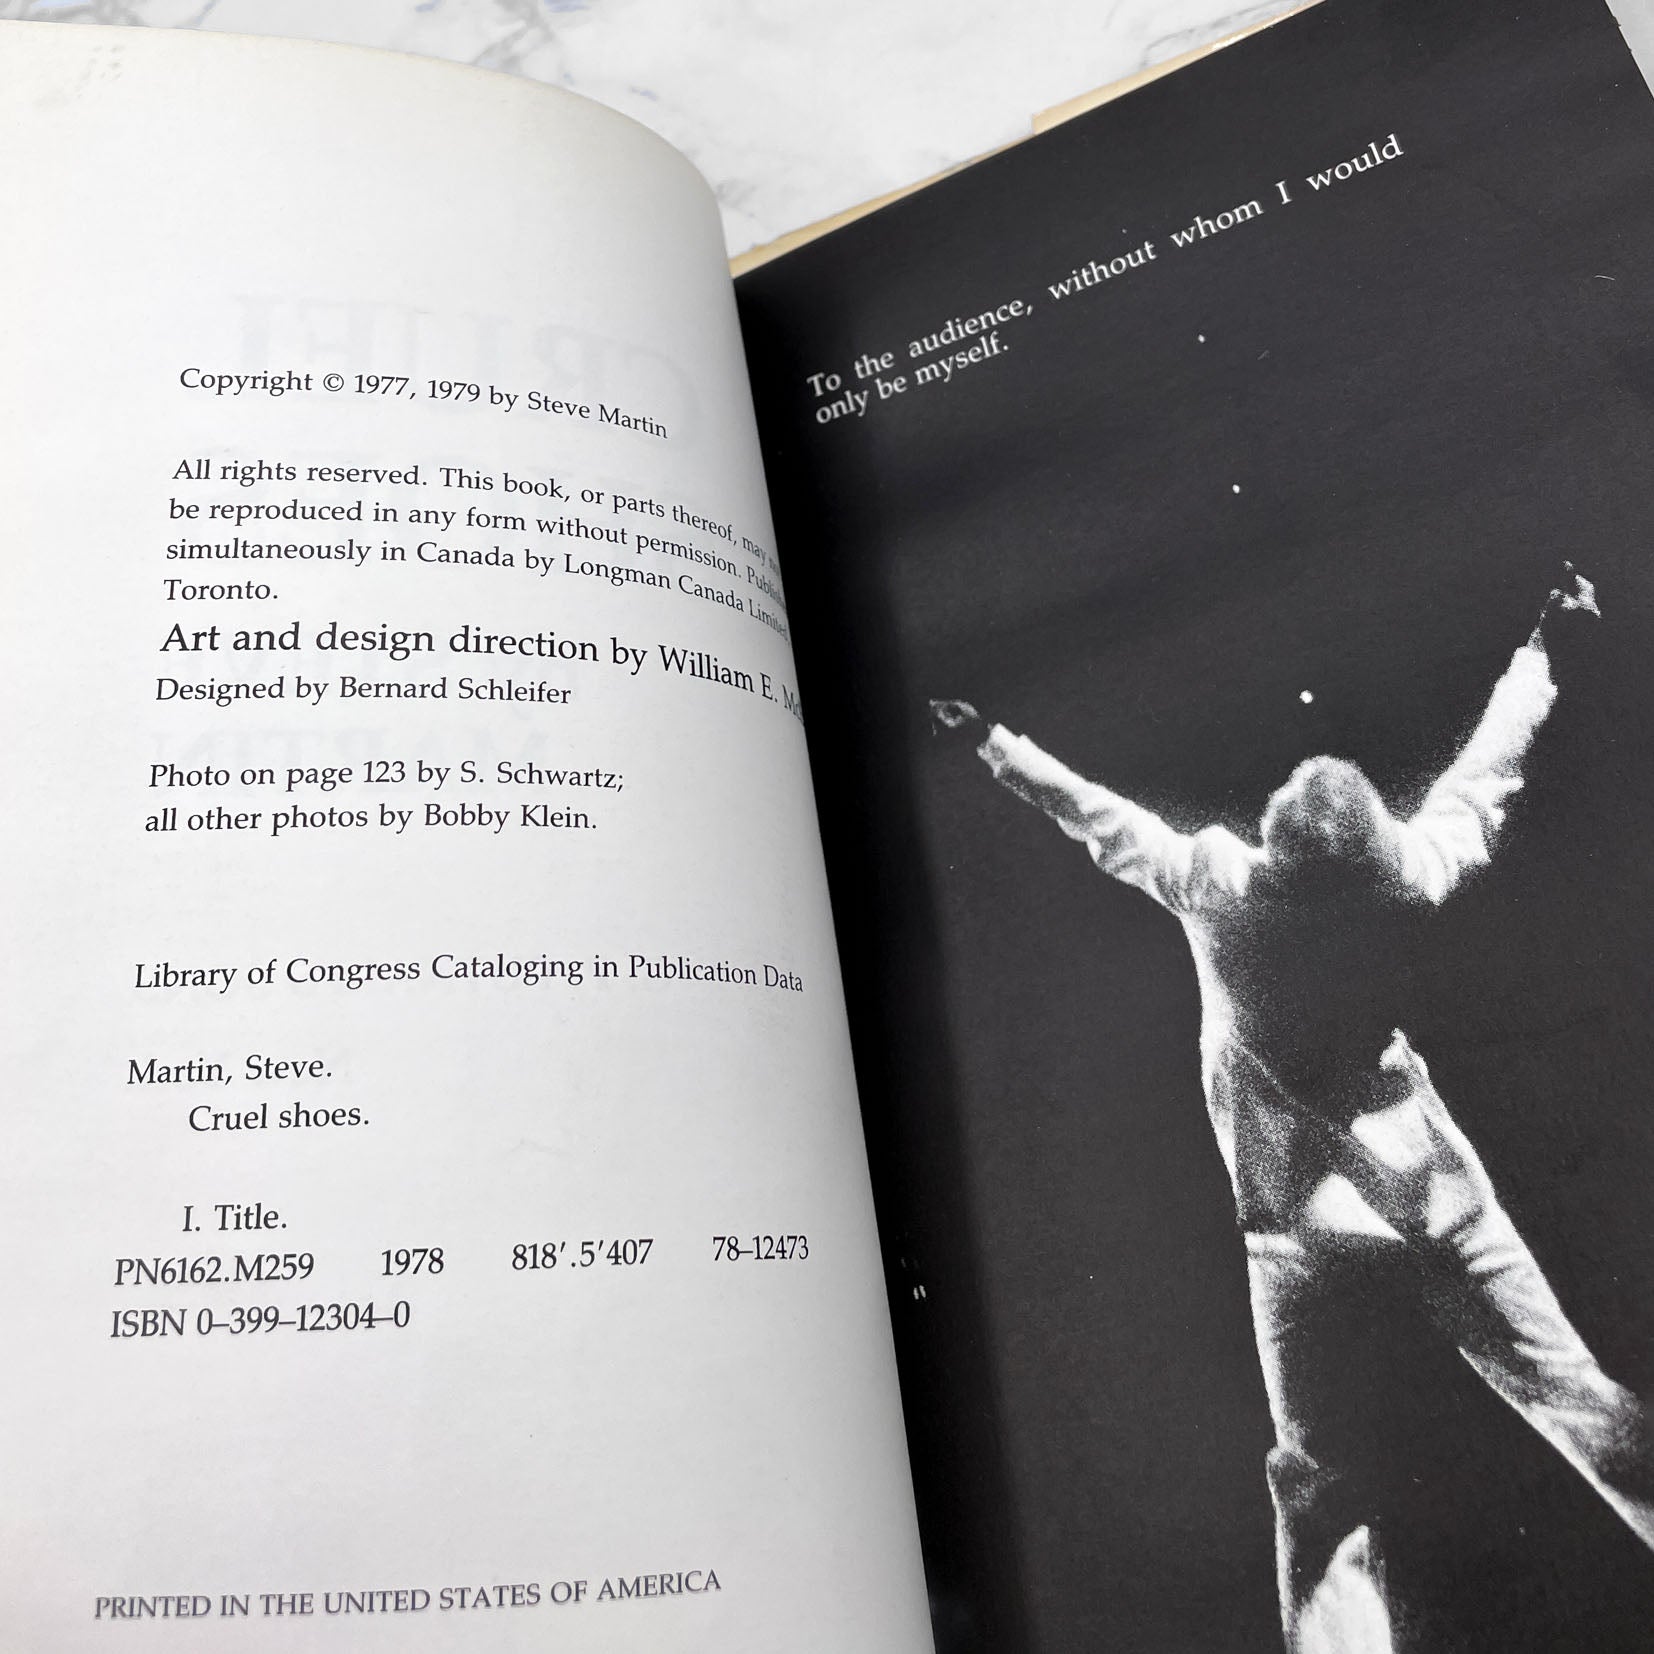 Copyright © 1977, 1979 by Steve Martin
All rights reserved. This book, or parts thereof, may
be reproduced in any form without permission.
simultaneously in Canada by Longman Canada Limited,
Toronto.
Art and design direction by William E.
Designed by Bernard Schleifer
Photo on page 123 by S. Schwartz;
all other photos by Bobby Klein.
Library of Congress Cataloging in Publication Data
Martin, Steve.
Cruel shoes.
I. Title.
PN6162.M259 1978 818'.5'407 78–12473
ISBN 0–399–12304–0
PRINTED IN THE UNITED STATES OF AMERICA
To the audience, without whom I would
only be myself.